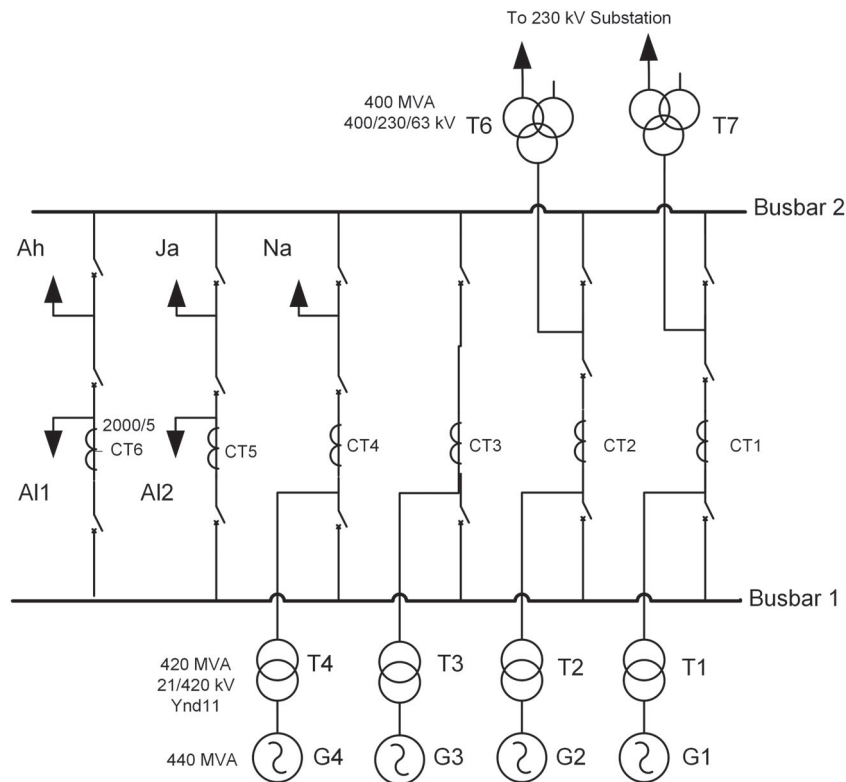 To 230 kV Substation
400 MVA
400/230/63 kV
T6
T7
Busbar 2
Ah
Ja
Na
2000/5
CT6
CT5
CT4
CT3
CT2
CT1
Al1
Al2
Busbar 1
420 MVA
21/420 kV
Ynd11
T4
T3
T2
T1
440 MVA
G4
G3
G2
G1